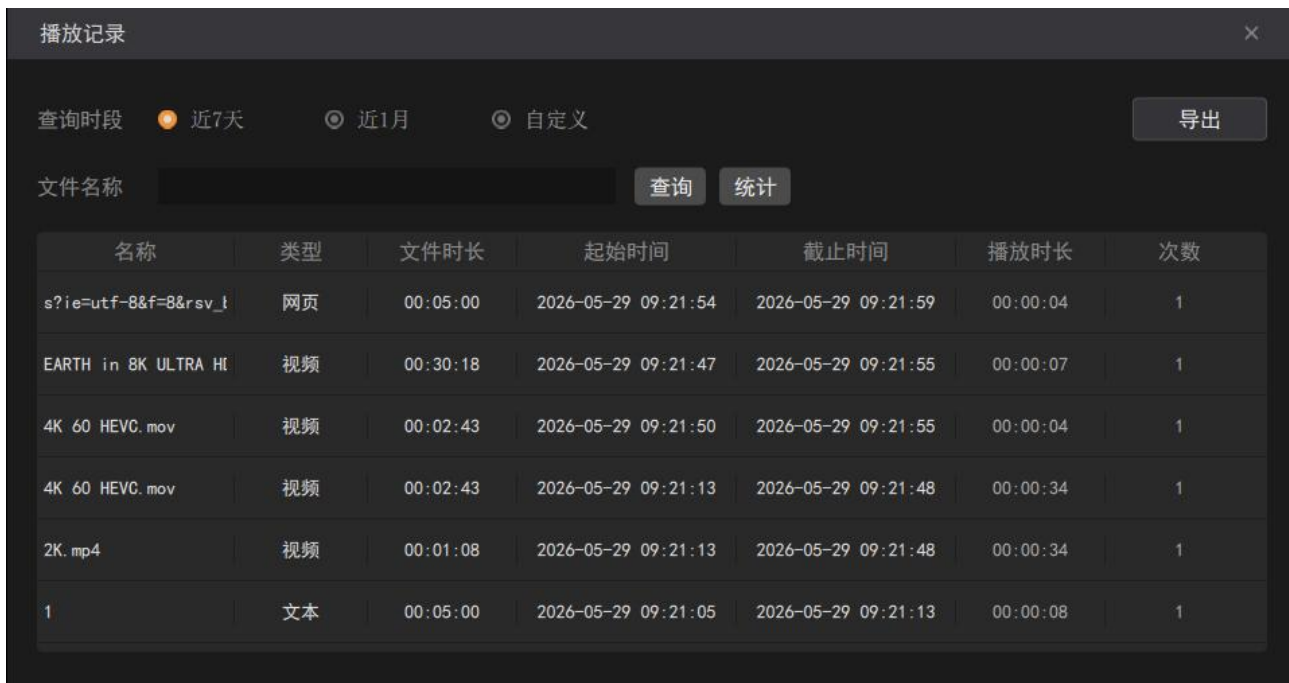 播放记录
查询时段 近7天 近1月 自定义 导出
文件名称 查询 统计
名称 类型 文件时长 起始时间 截止时间 播放时长 次数
s?ie=utf-8&f=8&rsv_ 网页 00:05:00 2026-05-29 09:21:54 2026-05-29 09:21:59 00:00:04 1
EARTH in 8K ULTRA 视频 00:30:18 2026-05-29 09:21:47 2026-05-29 09:21:55 00:00:07 1
4K 60 HEVC.mov 视频 00:02:43 2026-05-29 09:21:50 2026-05-29 09:21:55 00:00:04 1
4K 60 HEVC.mov 视频 00:02:43 2026-05-29 09:21:13 2026-05-29 09:21:48 00:00:34 1
2K.mp4 视频 00:01:08 2026-05-29 09:21:13 2026-05-29 09:21:48 00:00:34 1
1 文本 00:05:00 2026-05-29 09:21:05 2026-05-29 09:21:13 00:00:08 1